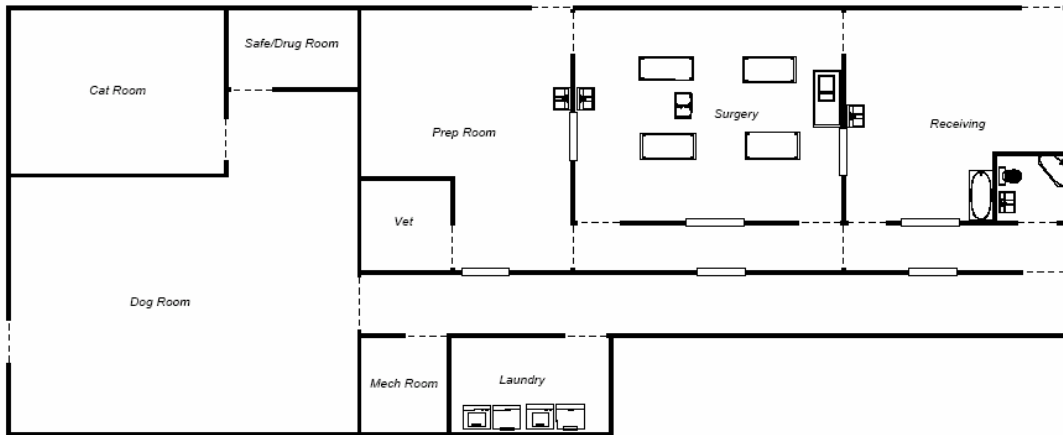 Safe/Drug Room
Cat Room
Prep Room
Surgery
Receiving
Vet
Dog Room
Mech Room
Laundry